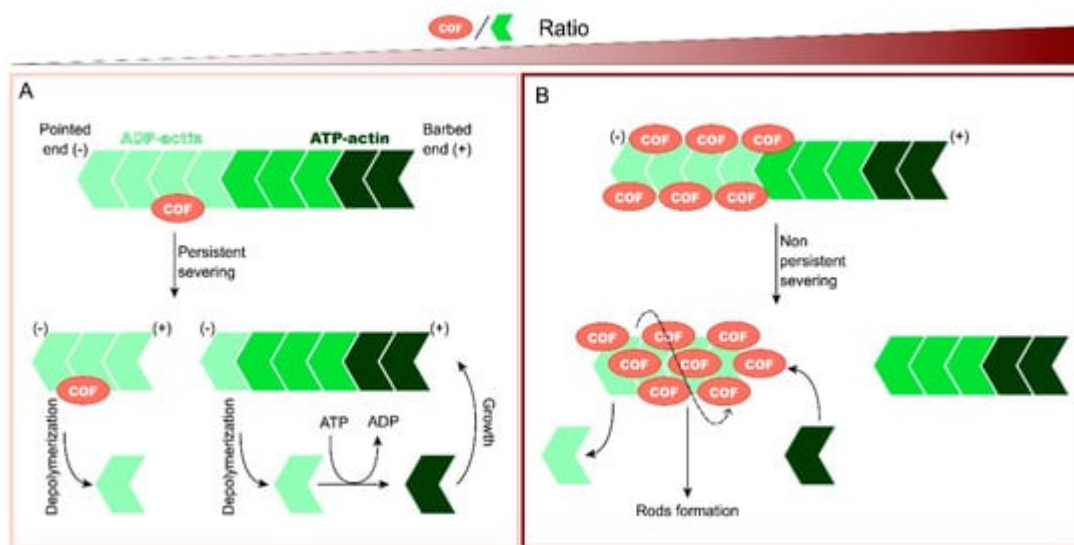 COF / Ratio
A
Pointed end (-)
ADP-actin
ATP-actin
Barbed end (+)
COF
Persistent severing
(-)
(+)
(-)
(+)
COF
Depolymerization
Depolymerization
ATP
ADP
Growth
B
(-)
COF
COF
COF
(+)
COF
COF
COF
Non persistent severing
COF
COF
COF
COF
COF
COF
COF
COF
Rods formation